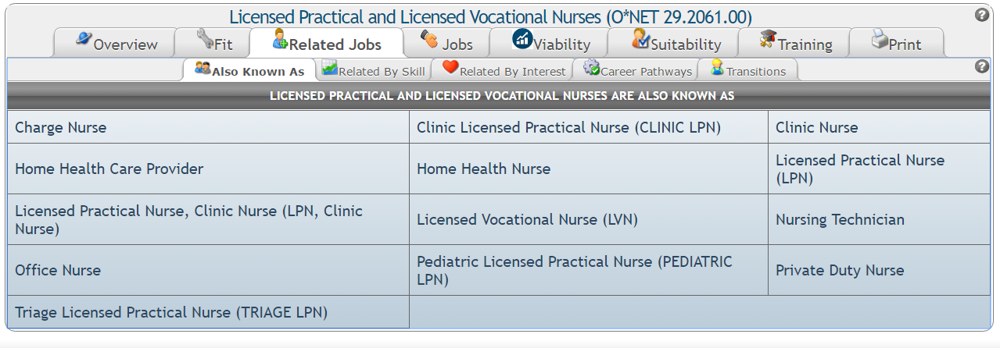 Licensed Practical and Licensed Vocational Nurses (O*NET 29.2061.00)
?
Overview Fit Related Jobs Jobs Viability Suitability Training Print
Also Known As Related By Skill Related By Interest Career Pathways Transitions
?
LICENSED PRACTICAL AND LICENSED VOCATIONAL NURSES ARE ALSO KNOWN AS
Charge Nurse
Clinic Licensed Practical Nurse (CLINIC LPN)
Clinic Nurse
Home Health Care Provider
Home Health Nurse
Licensed Practical Nurse
(LPN)
Licensed Practical Nurse, Clinic Nurse (LPN, Clinic
Nurse)
Licensed Vocational Nurse (LVN)
Nursing Technician
Office Nurse
Pediatric Licensed Practical Nurse (PEDIATRIC
LPN)
Private Duty Nurse
Triage Licensed Practical Nurse (TRIAGE LPN)